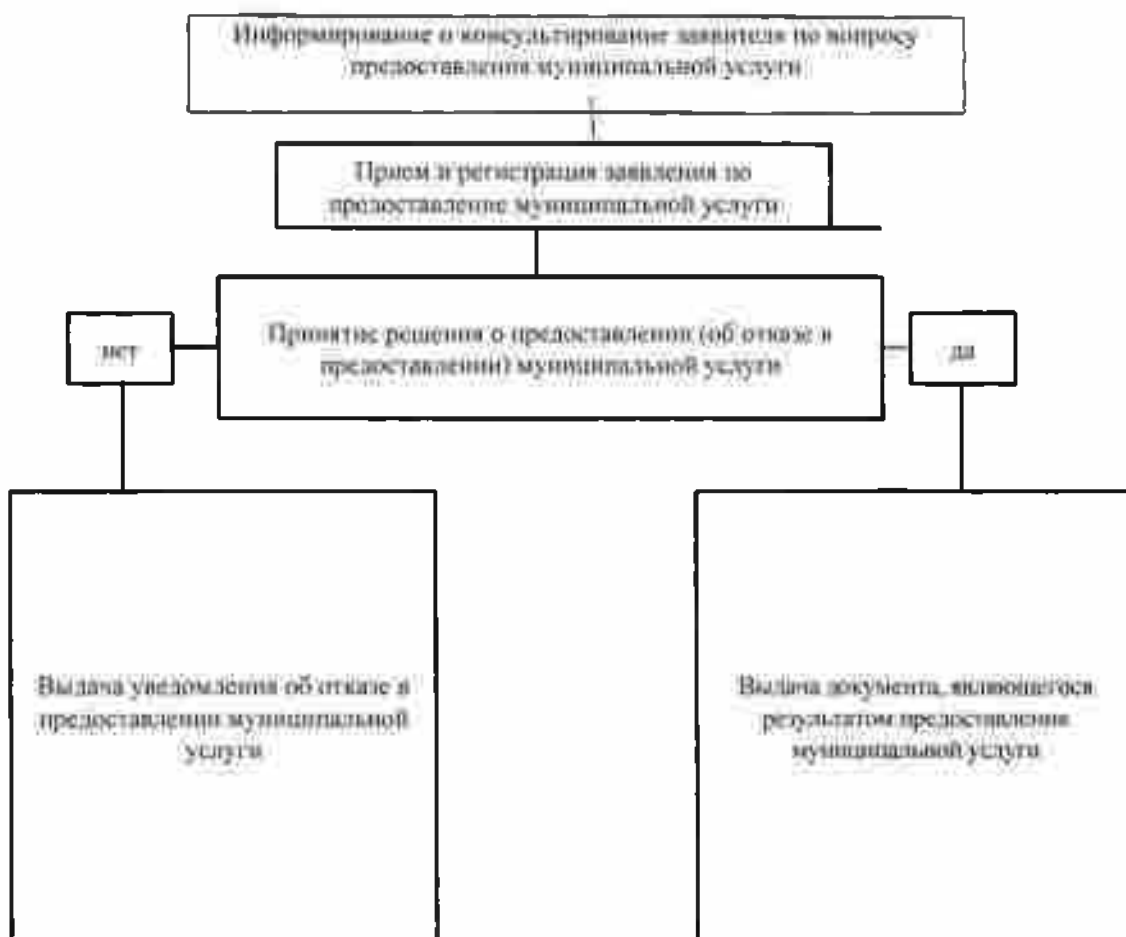 Информирование о консультирование заявителя по вопросу
предоставления муниципальной услуги
Прием и регистрация заявления по
предоставление муниципальной услуги
Принятие решения о предоставлении (об отказе в
предоставлении) муниципальной услуги
нет
да
Выдача уведомления об отказе в
предоставлении муниципальной
услуги
Выдача документа, являющегося
результатом предоставления
муниципальной услуги